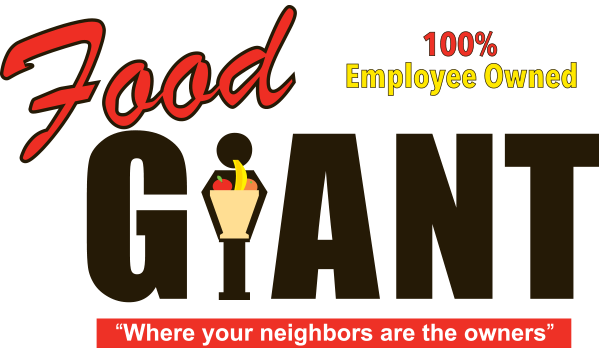 Food
100%
Employee Owned
GiANT
“Where your neighbors are the owners”